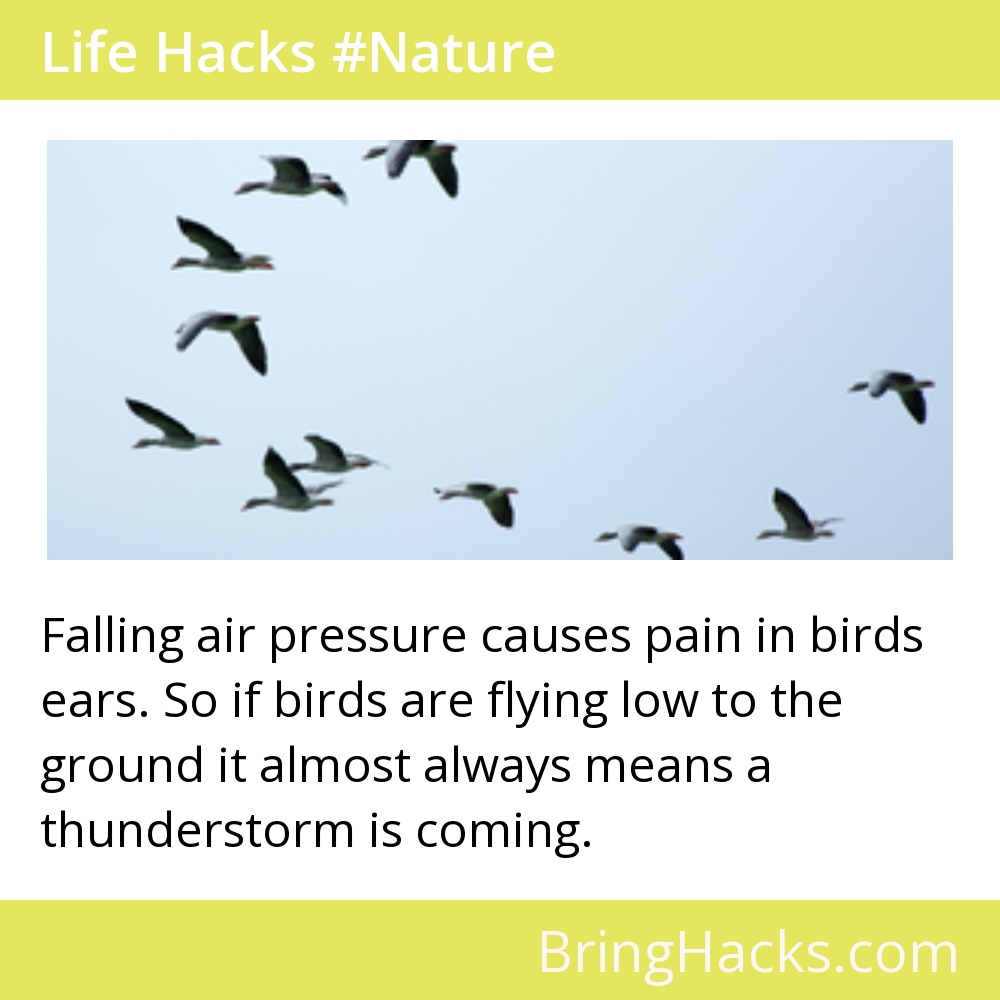 Life Hacks #Nature
Falling air pressure causes pain in birds
ears. So if birds are flying low to the
ground it almost always means a
thunderstorm is coming.
BringHacks.com